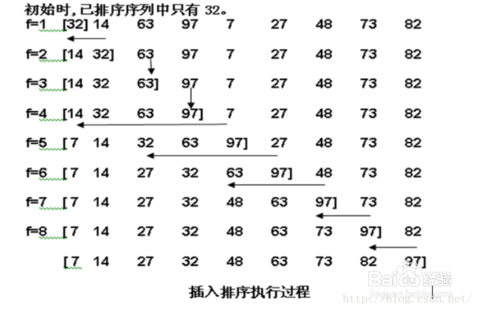 初始时,已排序序列中只有 32。
f=1 [32] 14 63 97 7 27 48 73 82
f=2 [14 32] 63 97 7 27 48 73 82
f=3 [14 32 63] 97 7 27 48 73 82
f=4 [14 32 63 97] 7 27 48 73 82
f=5 [7 14 32 63 97] 27 48 73 82
f=6 [7 14 27 32 63 97] 48 73 82
f=7 [7 14 27 32 48 63 97] 73 82
f=8 [7 14 27 32 48 63 73 97] 82
[7 14 27 32 48 63 73 82 97]
插入排序执行过程
Baidu经验